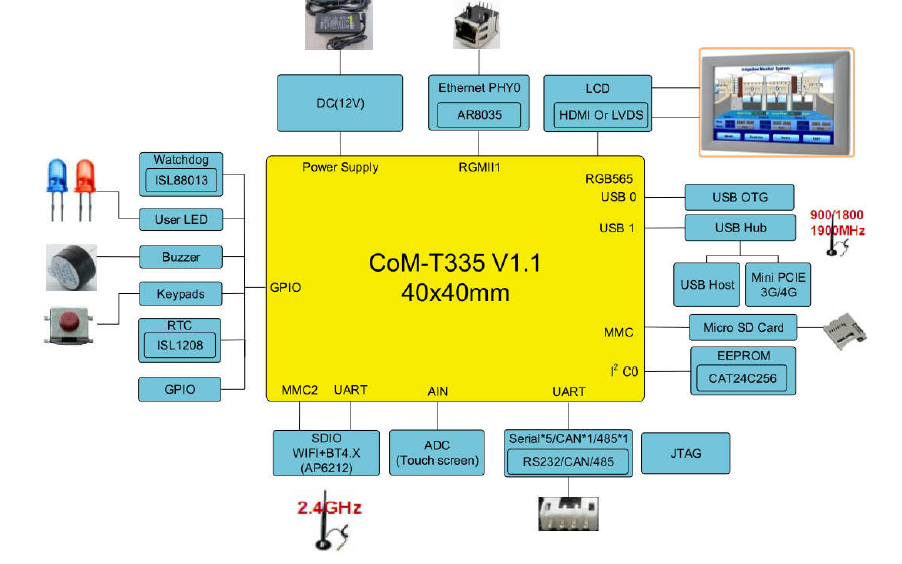 DC(12V)
Ethernet PHY0
AR8035
LCD
HDMI Or LVDS
Power Supply
RGMII1
RGB565
USB 0
USB 1
Watchdog
ISL88013
User LED
Buzzer
Keypads
RTC
ISL1208
GPIO
GPIO
CoM-T335 V1.1
40x40mm
USB OTG
USB Hub
900/1800
1900MHz
USB Host
Mini PCIE
3G/4G
MMC
Micro SD Card
I² C0
EEPROM
CAT24C256
MMC2
UART
AIN
UART
SDIO
WIFI+BT4.X
(AP6212)
ADC
(Touch screen)
Serial*5/CAN*1/485*1
RS232/CAN/485
JTAG
2.4GHz